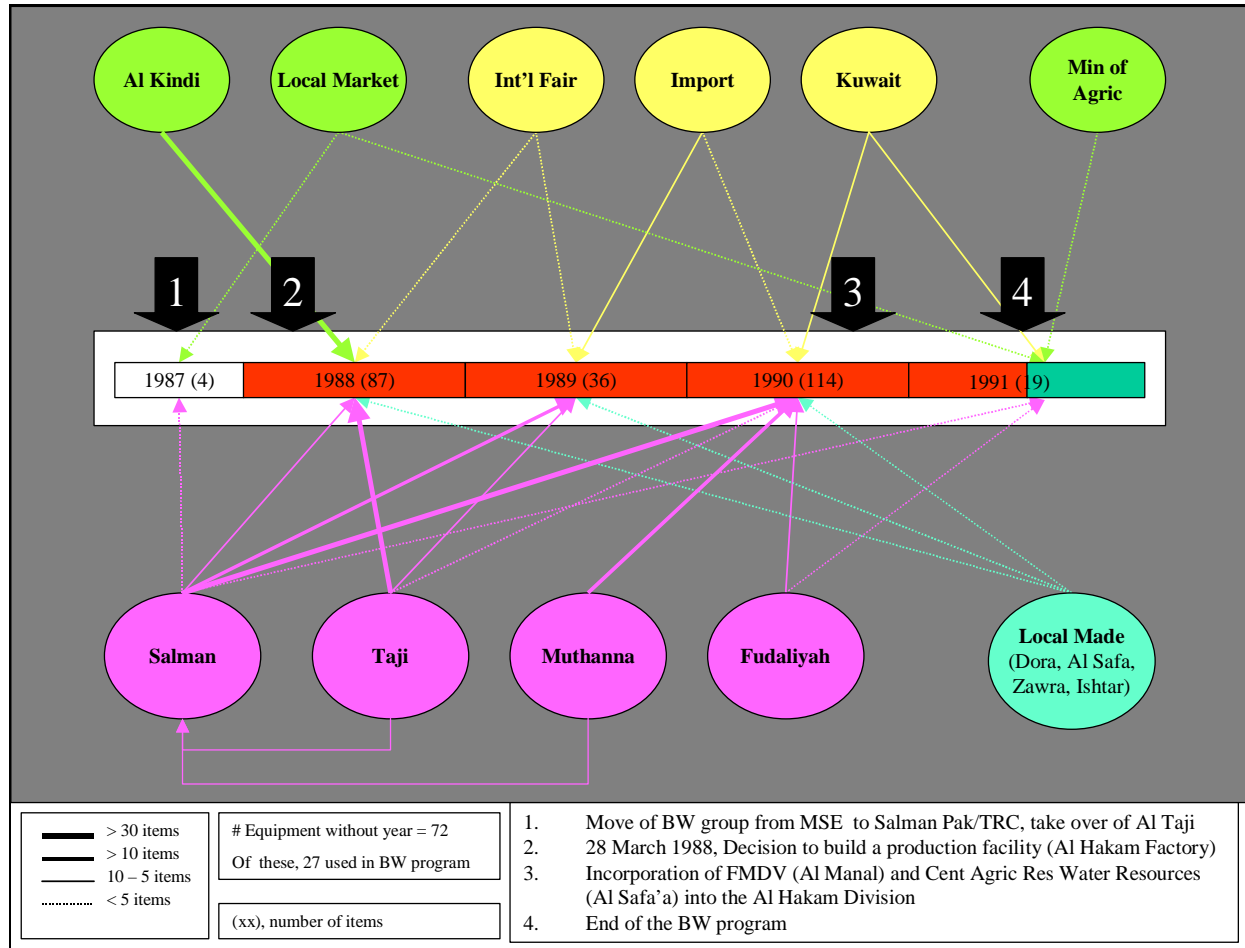 Al Kindi
Local Market
Int'l Fair
Import
Kuwait
Min of
Agric
1
2
3
4
1987 (4)
1988 (87)
1989 (36)
1990 (114)
1991 (19)
Salman
Taji
Muthanna
Fudaliyah
Local Made
(Dora, Al Safa,
Zawra, Ishtar)
> 30 items
> 10 items
10 – 5 items
< 5 items
# Equipment without year = 72
Of these, 27 used in BW program
(xx), number of items
1. Move of BW group from MSE to Salman Pak/TRC, take over of Al Taji
2. 28 March 1988, Decision to build a production facility (Al Hakam Factory)
3. Incorporation of FMDV (Al Manal) and Cent Agric Res Water Resources
(Al Safa'a) into the Al Hakam Division
4. End of the BW program